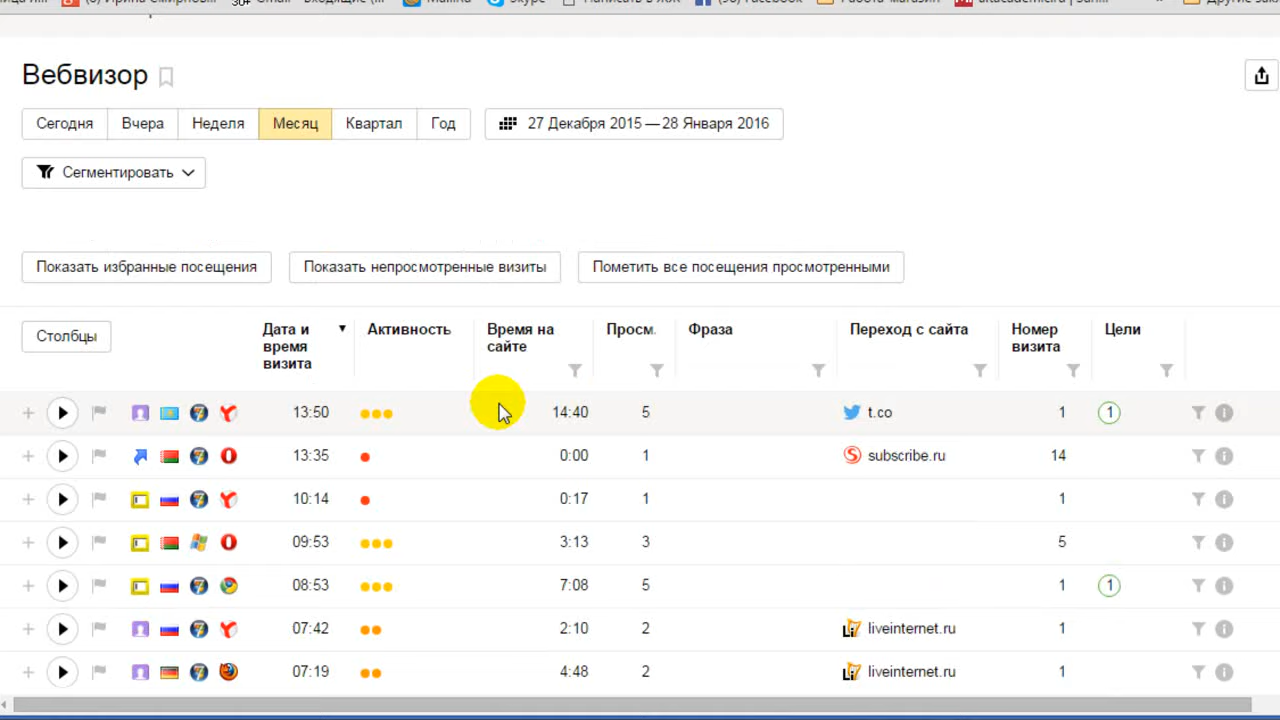 Вебвизор
Сегодня Вчера Неделя Месяц Квартал Год 27 Декабря 2015 — 28 Января 2016
Сегментировать
Показать избранные посещения Показать непросмотренные визиты Пометить все посещения просмотренными
Столбцы Дата и время визита Активность Время на сайте Просм. Фраза Переход с сайта Номер визита Цели
13:50 14:40 5 t.co 1 1
13:35 0:00 1 subscribe.ru 14
10:14 0:17 1 1
09:53 3:13 3 5
08:53 7:08 5 1 1
07:42 2:10 2 liveinternet.ru 1
07:19 4:48 2 liveinternet.ru 1